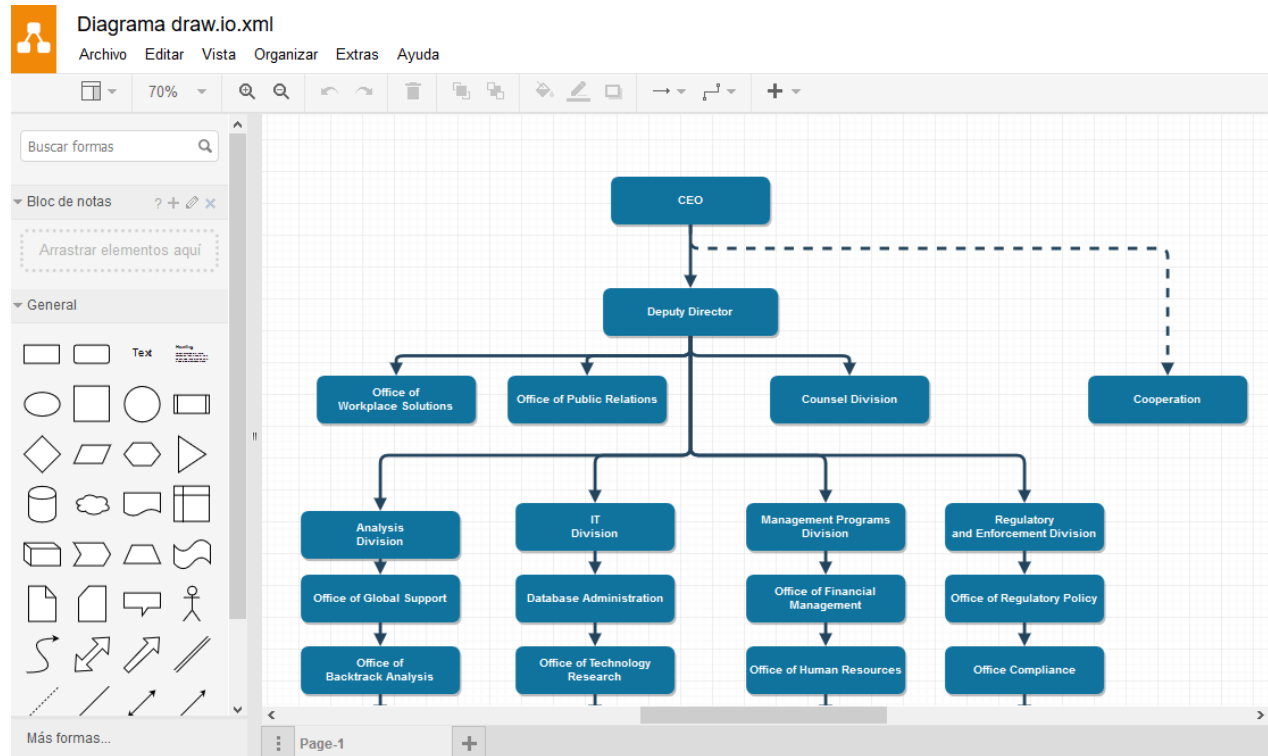 Diagrama draw.io.xml
Archivo Editar Vista Organizar Extras Ayuda
70%
Buscar formas
Bloc de notas
Arrastrar elementos aquí
General
Text
Heading
Más formas...
CEO
Deputy Director
Office of
Workplace Solutions
Office of Public Relations
Counsel Division
Cooperation
Analysis
Division
IT
Division
Management Programs
Division
Regulatory
and Enforcement Division
Office of Global Support
Database Administration
Office of Financial
Management
Office of Regulatory Policy
Office of
Backtrack Analysis
Office of Technology
Research
Office of Human Resources
Office Compliance
Page-1